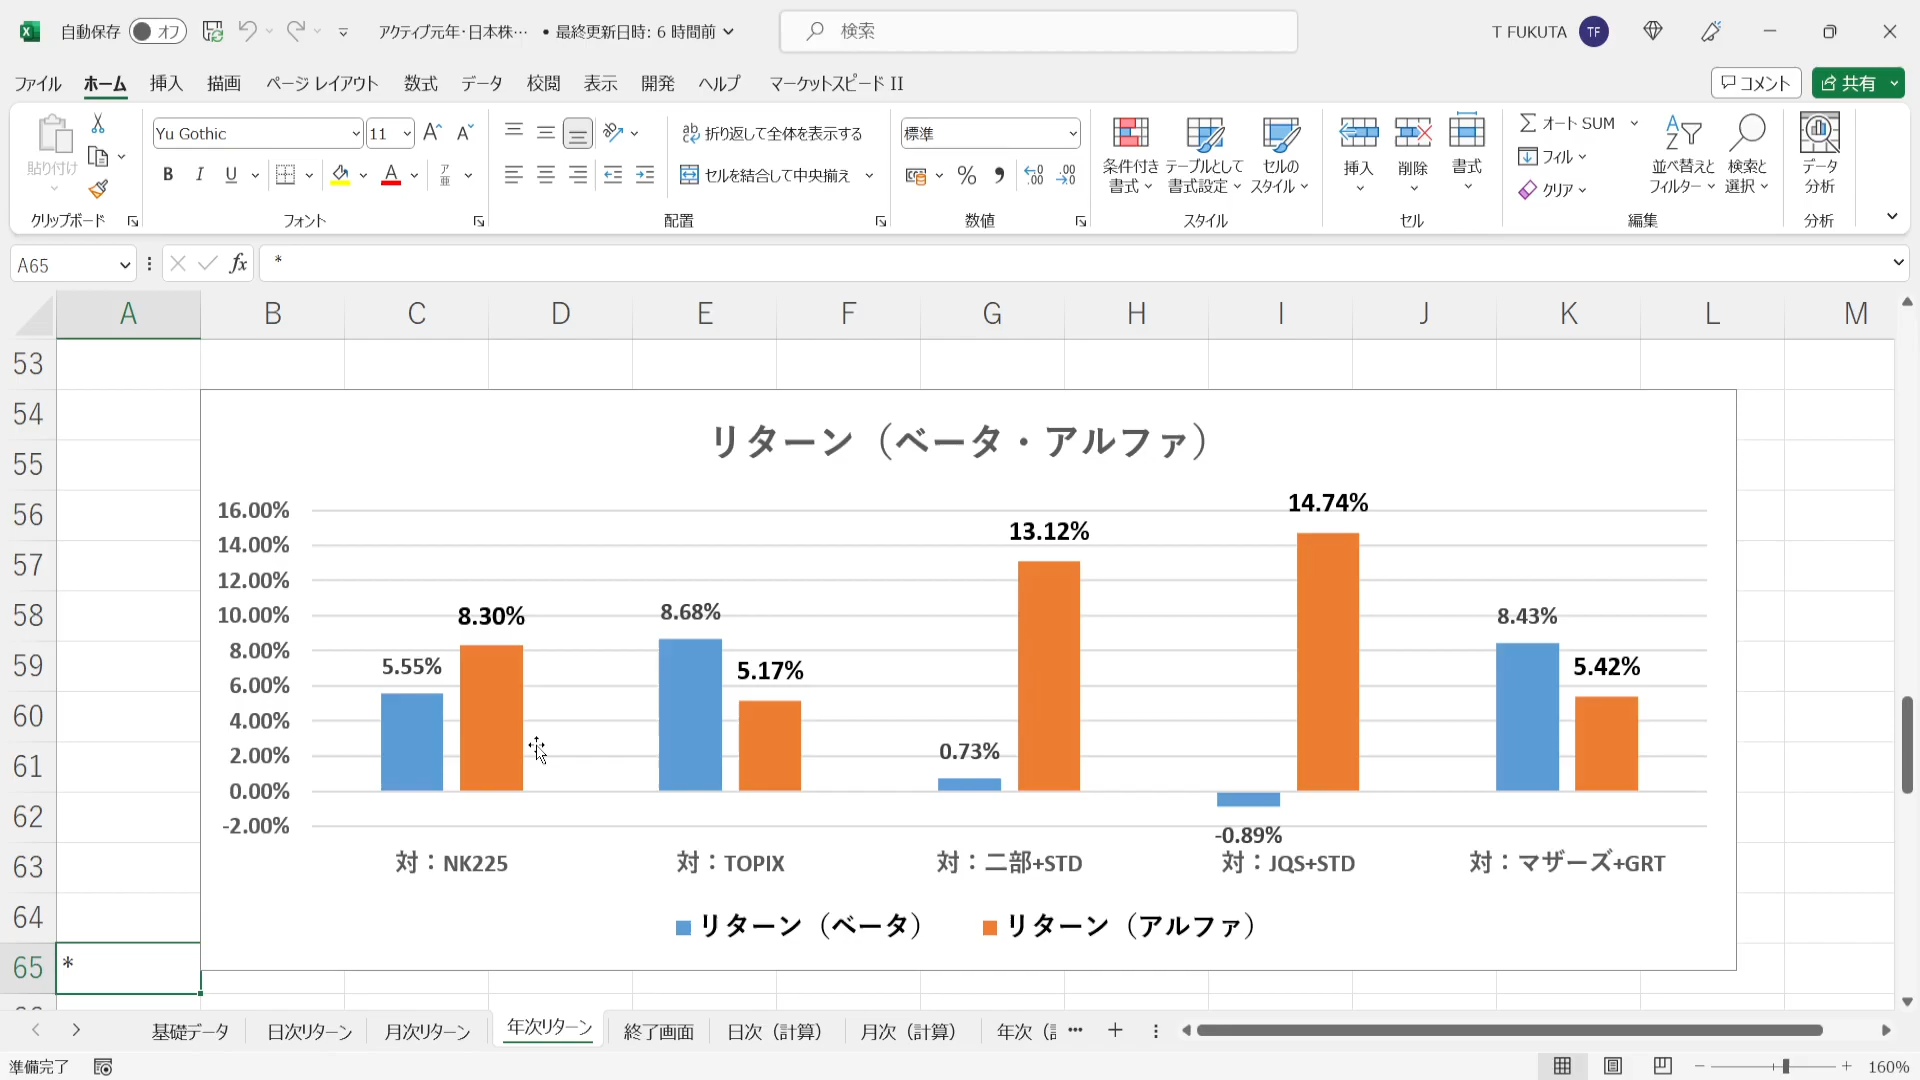 自動保存 オフ アクティブ元年・日本株… • 最終更新日時: 6 時間前 検索 T FUKUTA TF
ファイル ホーム 挿入 描画 ページ レイアウト 数式 データ 校閲 表示 開発 ヘルプ マーケットスピード II コメント 共有
貼り付け
クリップボード
Yu Gothic 11
B I U
フォント
折り返して全体を表示する
セルを結合して中央揃え
配置
標準
数値
条件付き書式 テーブルとして書式設定 セルのスタイル
スタイル
挿入 削除 書式
セル
オート SUM
フィル
クリア
並べ替えとフィルター 検索と選択
編集
データ分析
分析
A65 fx *
A B C D E F G H I J K L M
53
54
55
56
57
58
59
60
61
62
63
64
65 *
リターン（ベータ・アルファ）
16.00%
14.00%
12.00%
10.00%
8.00%
6.00%
4.00%
2.00%
0.00%
-2.00%
5.55% 8.30% 8.68% 5.17% 0.73% 13.12% -0.89% 14.74% 8.43% 5.42%
対：NK225 対：TOPIX 対：二部+STD 対：JQS+STD 対：マザーズ+GRT
リターン（ベータ） リターン（アルファ）
基礎データ 日次リターン 月次リターン 年次リターン 終了画面 日次（計算） 月次（計算） 年次（
準備完了 160%